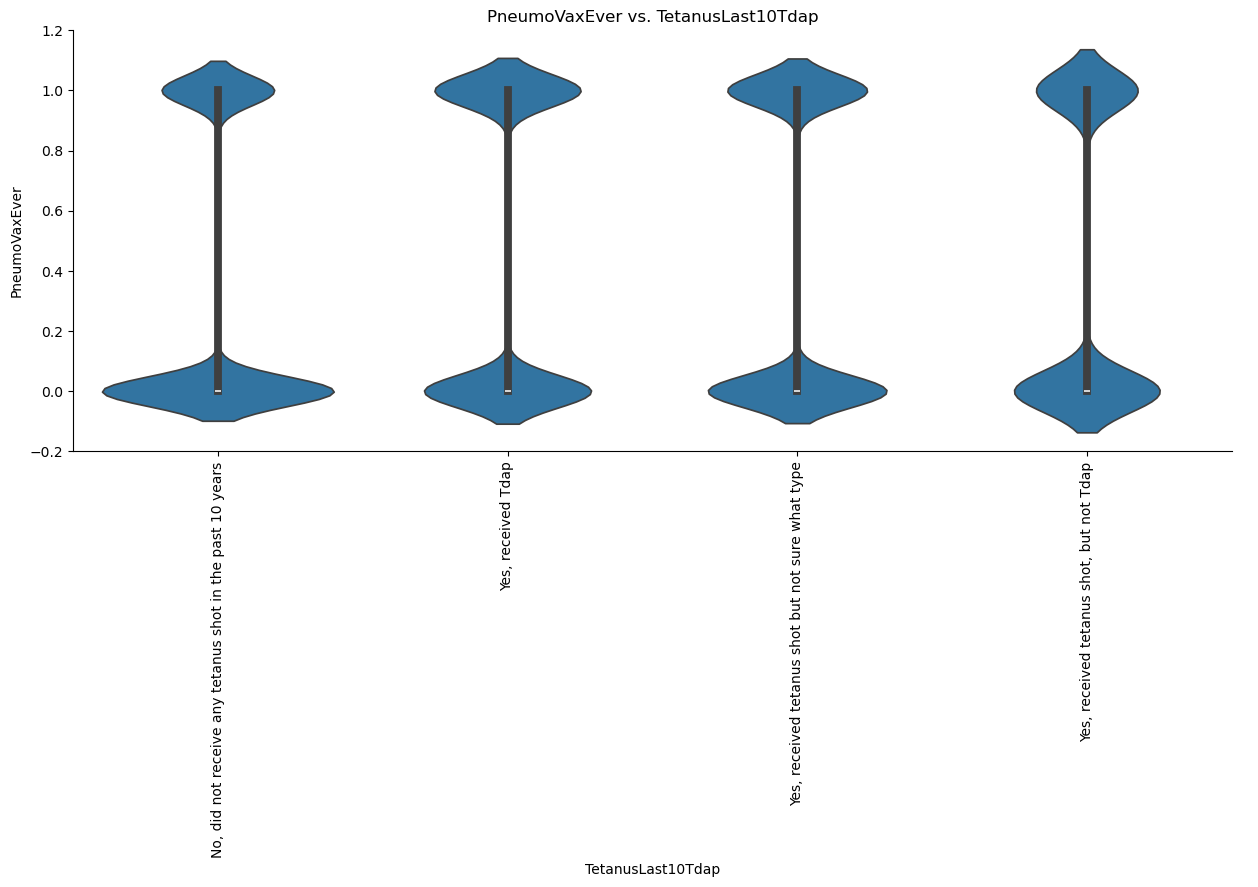 PneumoVaxEver vs. TetanusLast10Tdap
1.2
1.0
0.8
0.6
0.4
0.2
0.0
−0.2
PneumoVaxEver
No, did not receive any tetanus shot in the past 10 years
Yes, received Tdap
Yes, received tetanus shot but not sure what type
Yes, received tetanus shot, but not Tdap
TetanusLast10Tdap